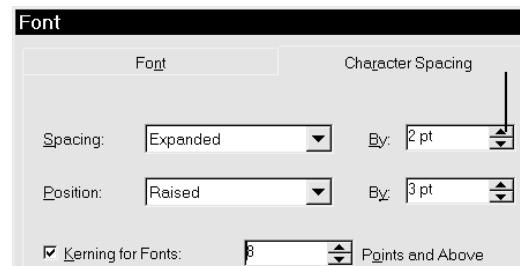 Font
Font Character Spacing
Spacing: Expanded By: 2 pt
Position: Raised By: 3 pt
Kerning for Fonts: 8 Points and Above